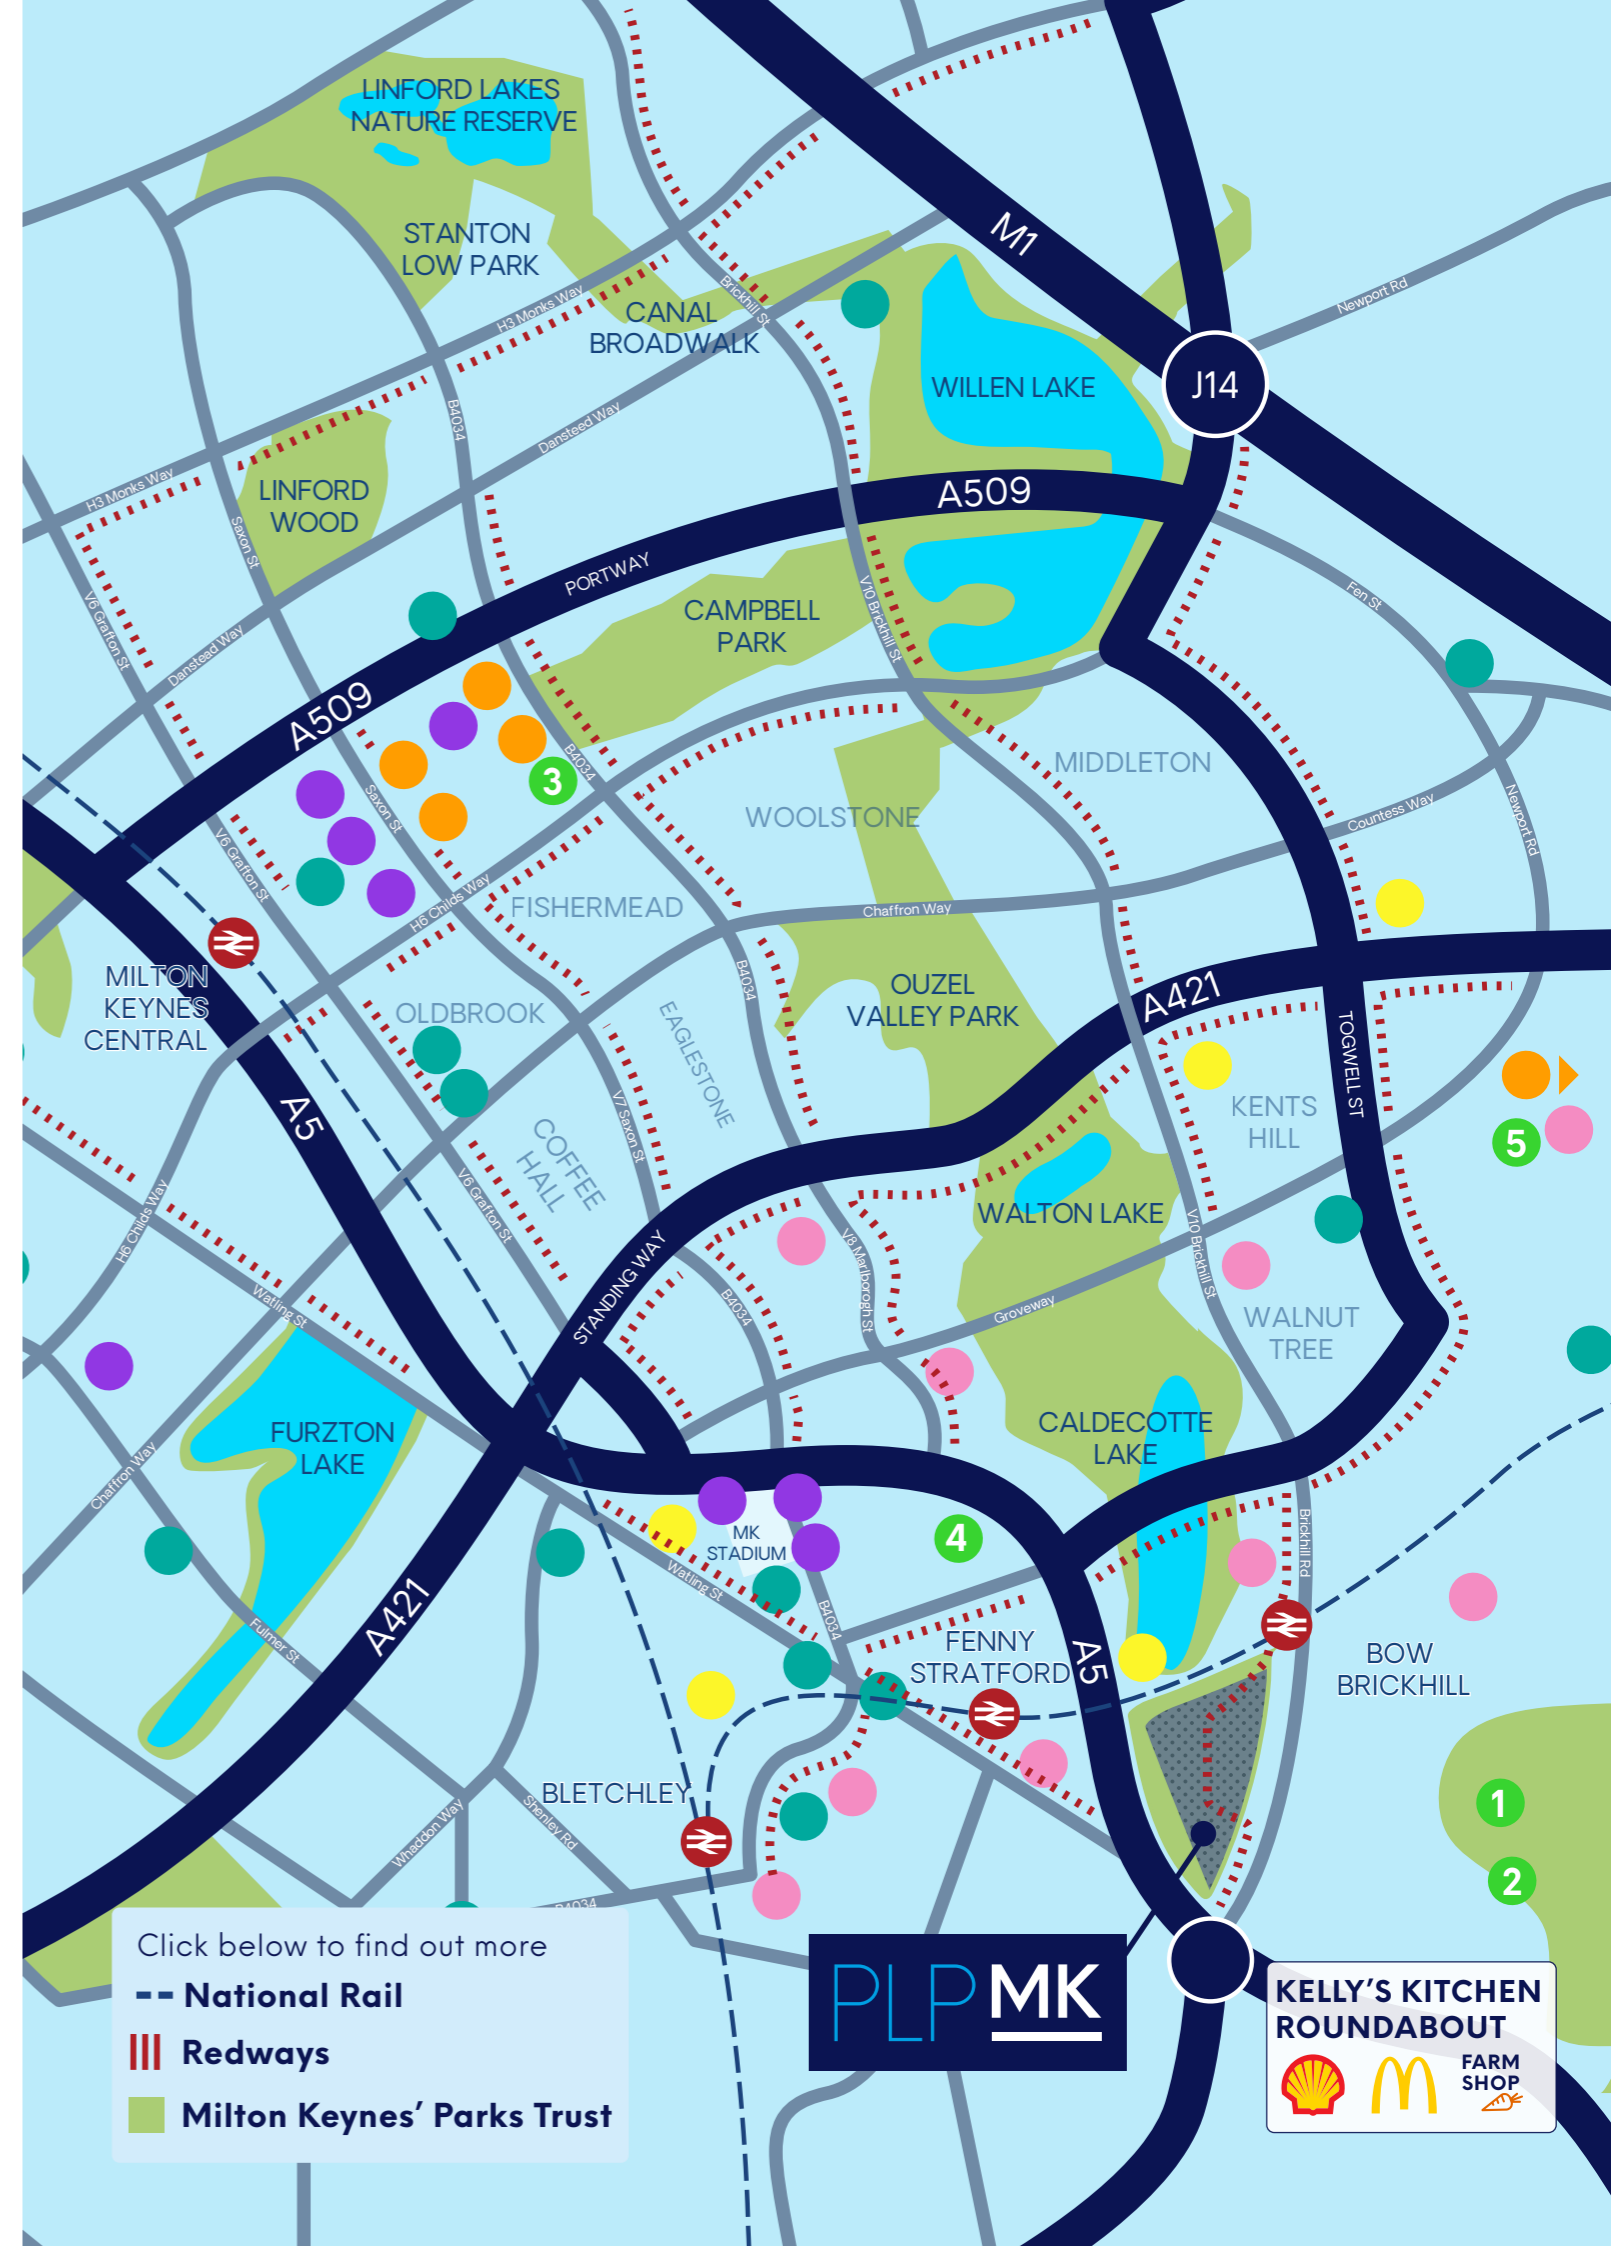 LINFORD LAKES
NATURE RESERVE
STANTON
LOW PARK
M1
H3 Monks Way
Brickhill St
CANAL
BROADWALK
Newport Rd
WILLEN LAKE
J14
B4034
Dansteed Way
H3 Monks Way
LINFORD
WOOD
Saxon St
A509
PORTWAY
V6 Grafton St
Dansteed Way
CAMPBELL
PARK
V10 Brickhill St
Fen St
A509
B4034
3
MIDDLETON
Saxon St
V6 Grafton St
WOOLSTONE
Countess Way
Newport Rd
H6 Childs Way
FISHERMEAD
Chaffron Way
MILTON
KEYNES
CENTRAL
OLDBROOK
B4034
EAGLESTONE
OUZEL
VALLEY PARK
A421
TOGWELL ST
A5
V7 Saxon St
COFFEE
HALL
KENTS
HILL
5
V6 Grafton St
H6 Childs Way
WALTON LAKE
V10 Brickhill St
STANDING WAY
V8 Marlborogh St
B4034
Watling St
Groveway
WALNUT
TREE
FURZTON
LAKE
CALDECOTTE
LAKE
Chaffron Way
MK
STADIUM
4
Brickhill Rd
Watling St
B4034
A421
Fulmer St
FENNY
STRATFORD
A5
BOW
BRICKHILL
BLETCHLEY
Whaddon Way
Shenley Rd
1
2
B4034
Click below to find out more
National Rail
Redways
Milton Keynes' Parks Trust
PLP MK
KELLY'S KITCHEN
ROUNDABOUT
FARM
SHOP